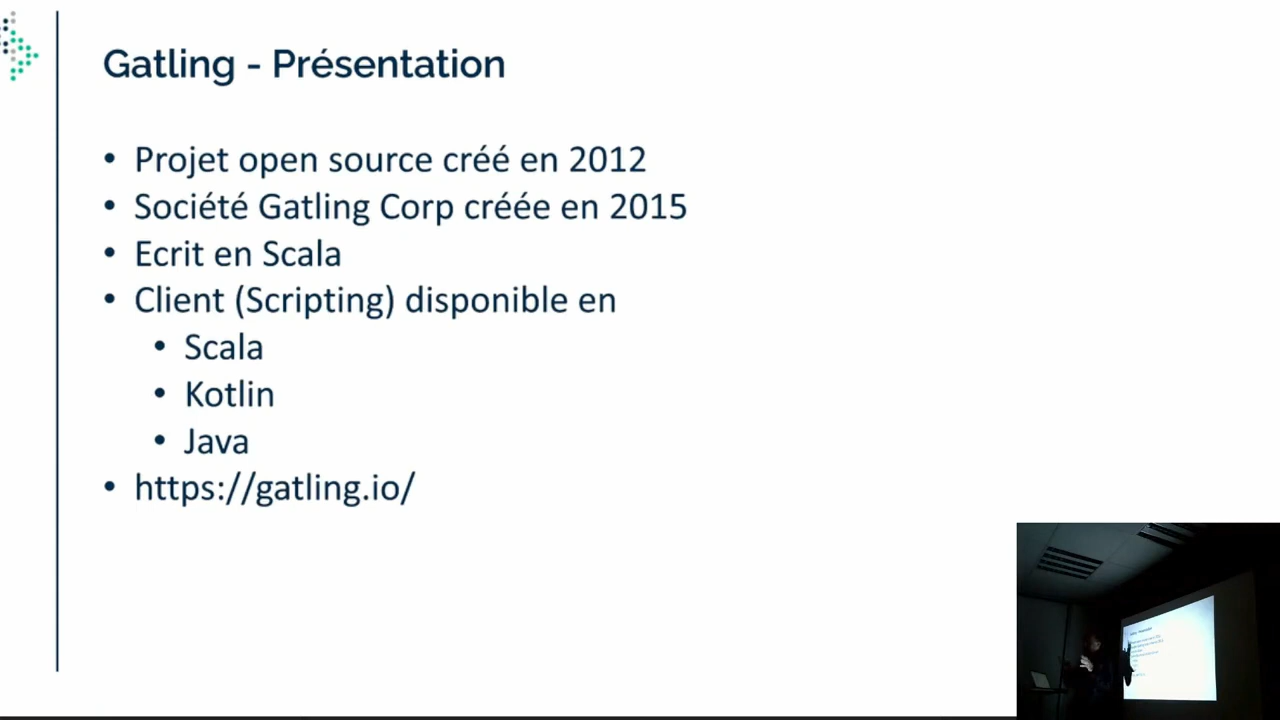 Gatling - Présentation
• Projet open source créé en 2012
• Société Gatling Corp créée en 2015
• Ecrit en Scala
• Client (Scripting) disponible en
• Scala
• Kotlin
• Java
• https://gatling.io/